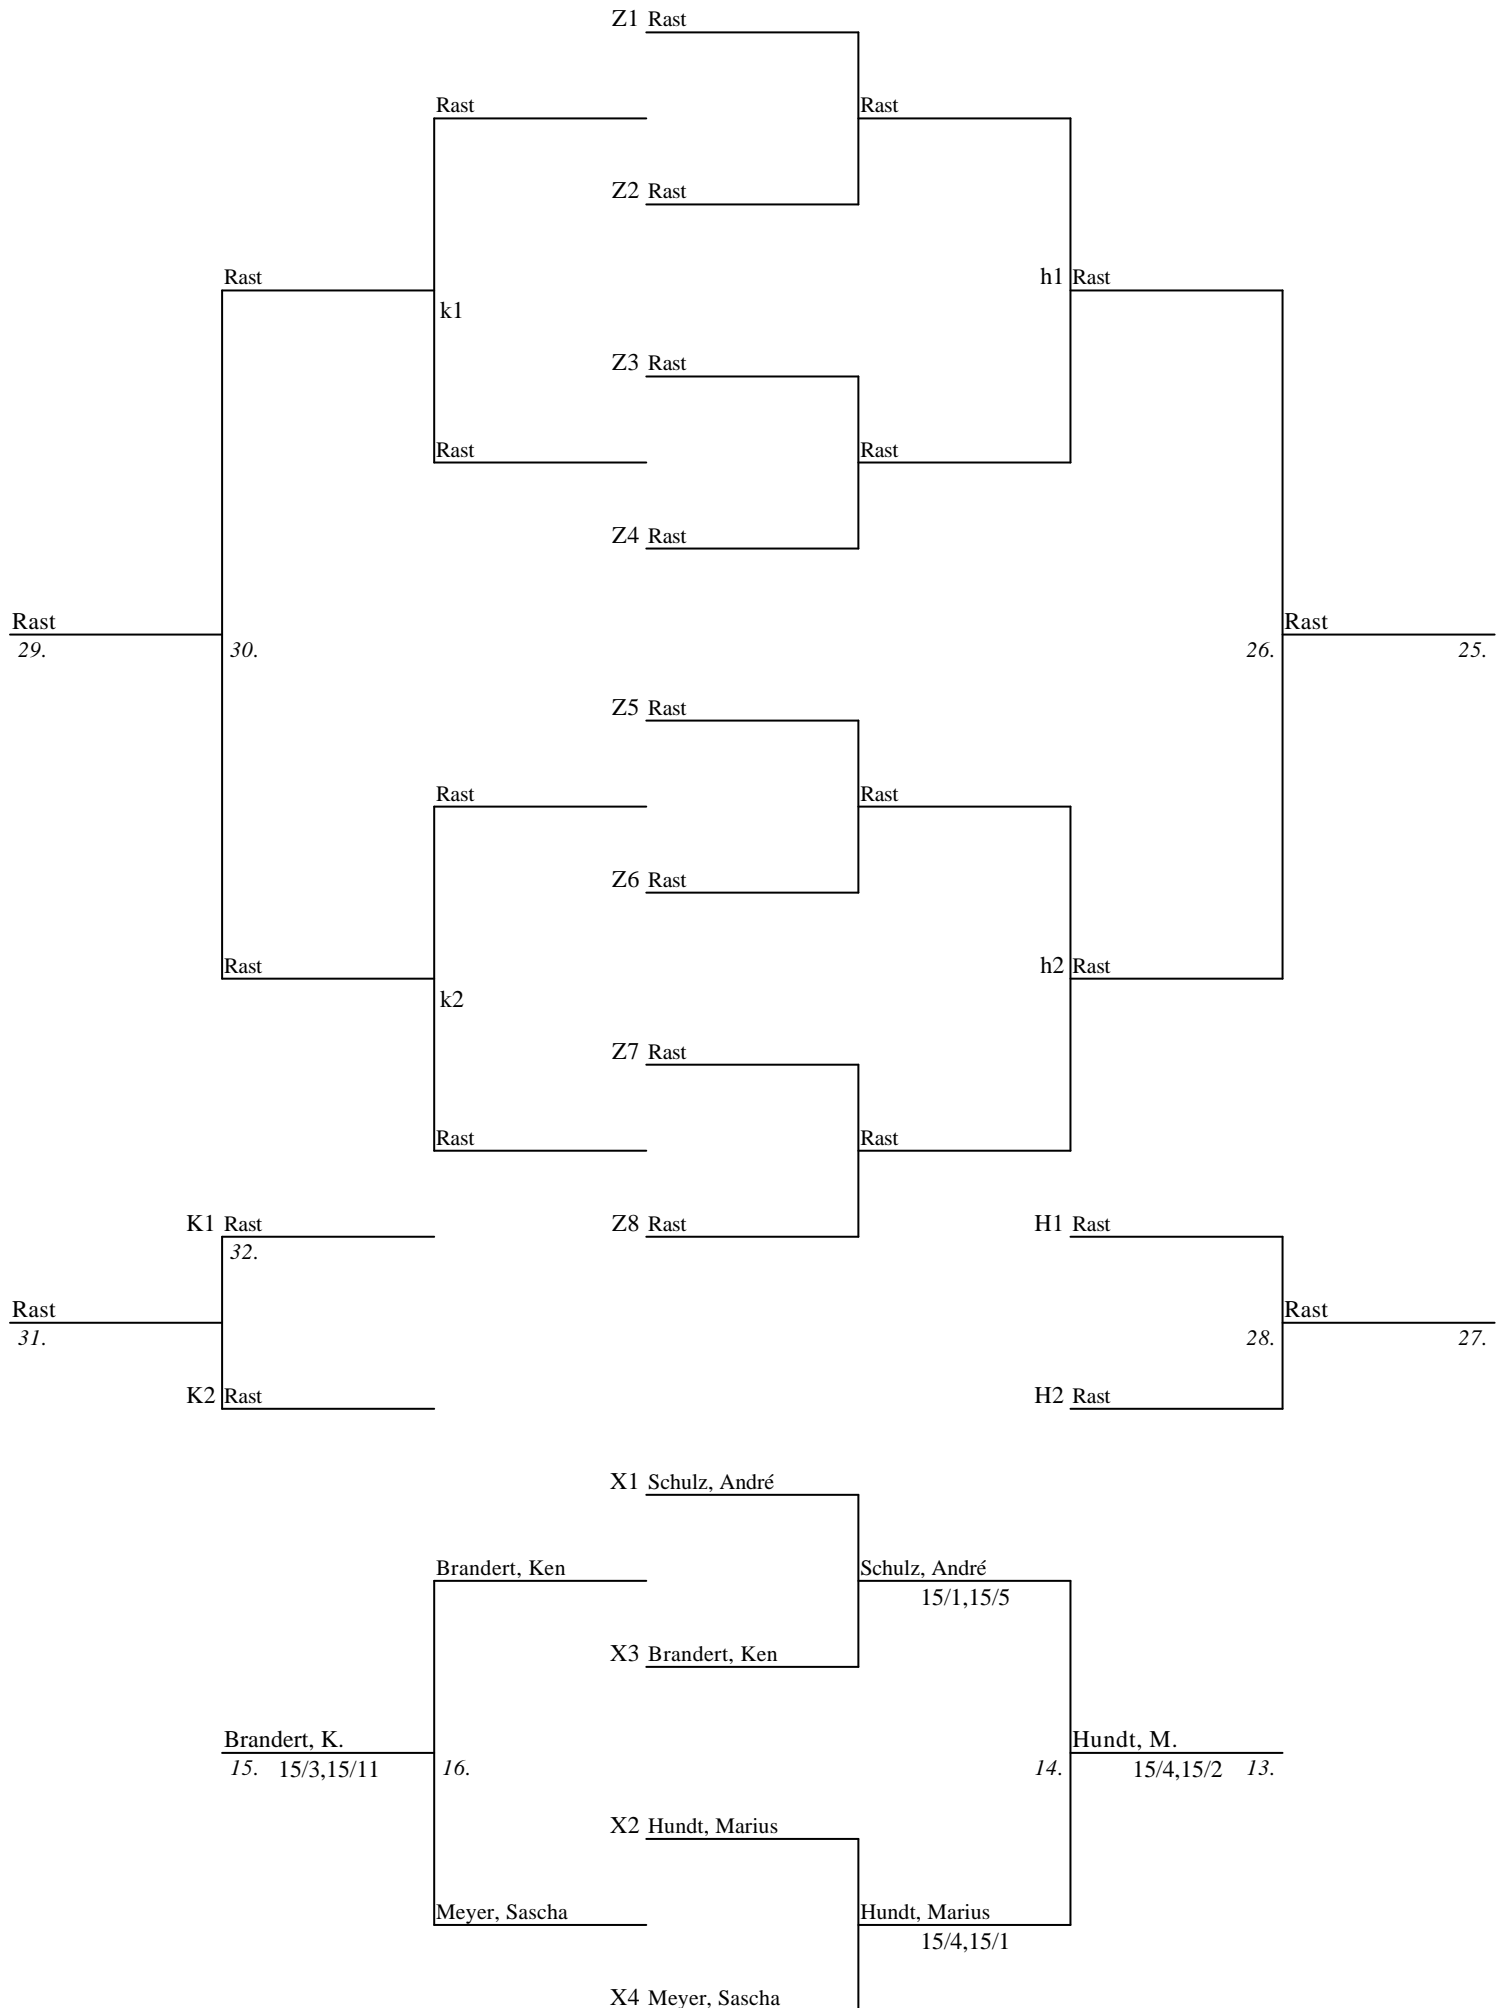 Z1 Rast
Rast Rast
Z2 Rast
Rast h1 Rast
k1
Z3 Rast
Rast Rast
Z4 Rast
Rast Rast
29. 30. 26. 25.
Z5 Rast
Rast Rast
Z6 Rast
Rast h2 Rast
k2
Z7 Rast
Rast Rast
K1 Rast Z8 Rast H1 Rast
32.
Rast Rast
31. 28. 27.
K2 Rast H2 Rast
X1 Schulz, André
Brandert, Ken Schulz, André
15/1,15/5
X3 Brandert, Ken
Brandert, K. Hundt, M.
15. 15/3,15/11 16. 14. 15/4,15/2 13.
X2 Hundt, Marius
Meyer, Sascha Hundt, Marius
15/4,15/1
X4 Meyer, Sascha